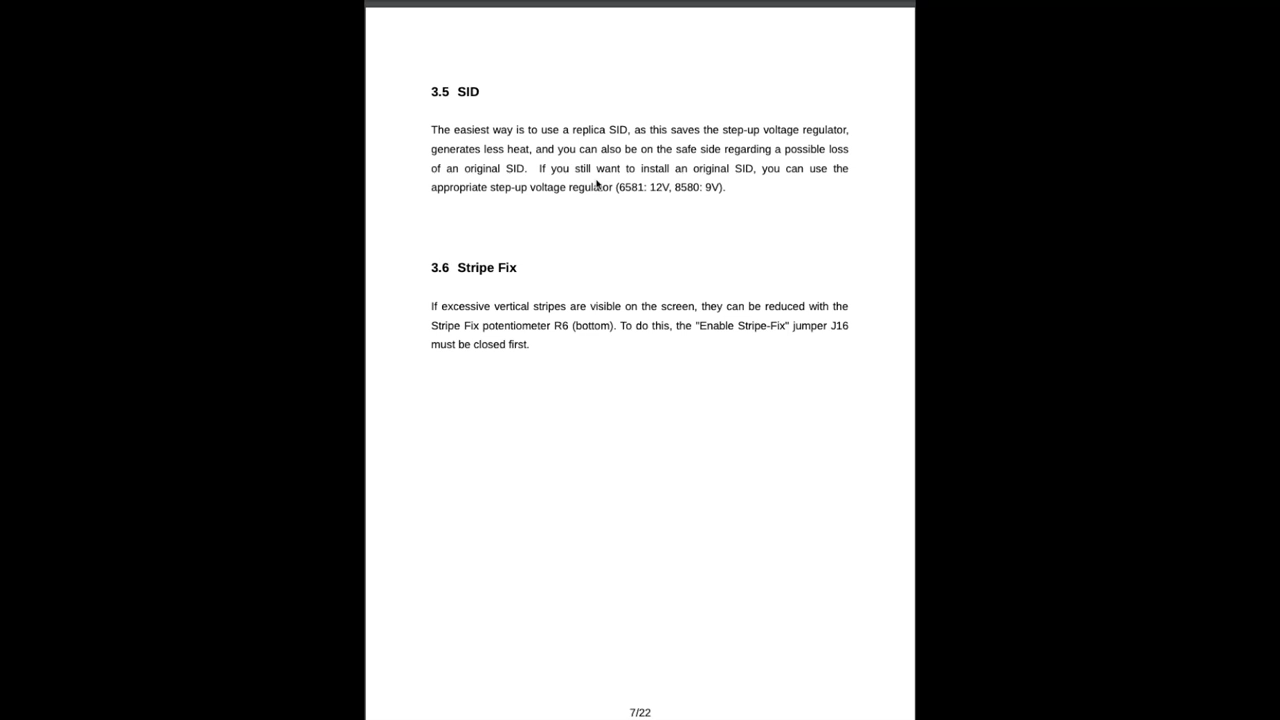 3.5 SID
The easiest way is to use a replica SID, as this saves the step-up voltage regulator,
generates less heat, and you can also be on the safe side regarding a possible loss
of an original SID. If you still want to install an original SID, you can use the
appropriate step-up voltage regulator (6581: 12V, 8580: 9V).
3.6 Stripe Fix
If excessive vertical stripes are visible on the screen, they can be reduced with the
Stripe Fix potentiometer R6 (bottom). To do this, the "Enable Stripe-Fix" jumper J16
must be closed first.
7/22